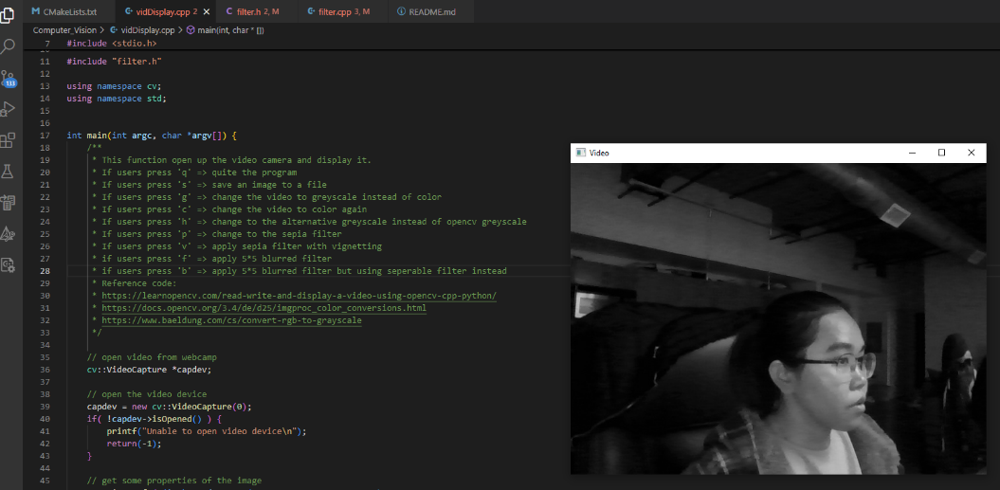 CMakeLists.txt
vidDisplay.cpp 2
filter.h 2, M
filter.cpp 3, M
README.md
Computer_Vision > vidDisplay.cpp > main(int, char * [])
7 #include <stdio.h>
11 #include "filter.h"
12
13 using namespace cv;
14 using namespace std;
15
16
17 int main(int argc, char *argv[]) {
18 /**
19 * This function open up the video camera and display it.
20 * If users press 'q' => quite the program
21 * If users press 's' => save an image to a file
22 * If users press 'g' => change the video to greyscale instead of color
23 * If users press 'c' => change the video to color again
24 * If users press 'h' => change to the alternative greyscale instead of opencv greyscale
25 * If users press 'p' => change to the sepia filter
26 * If users press 'v' => apply sepia filter with vignetting
27 * if users press 'f' => apply 5*5 blurred filter
28 * if users press 'b' => apply 5*5 blurred filter but using seperable filter instead
29 * Reference code:
30 * https://learnopencv.com/read-write-and-display-a-video-using-opencv-cpp-python/
31 * https://docs.opencv.org/3.4/de/d25/imgproc_color_conversions.html
32 * https://www.baeldung.com/cs/convert-rgb-to-grayscale
33 */
34
35 // open video from webcamp
36 cv::VideoCapture *capdev;
37
38 // open the video device
39 capdev = new cv::VideoCapture(0);
40 if( !capdev->isOpened() ) {
41 printf("Unable to open video device\n");
42 return(-1);
43 }
44
45 // get some properties of the image
133
Video